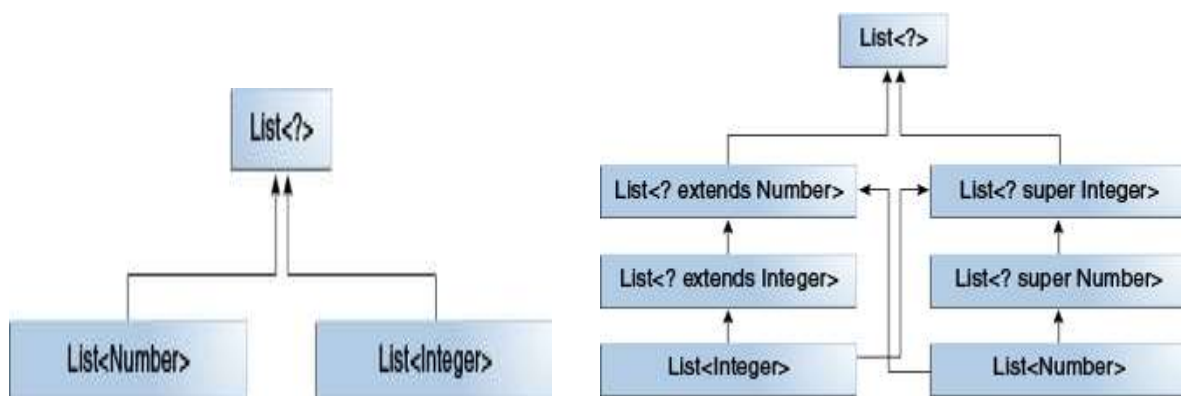 List<?>
List<Number>
List<Integer>
List<?>
List<? extends Number>
List<? super Integer>
List<? extends Integer>
List<? super Number>
List<Integer>
List<Number>